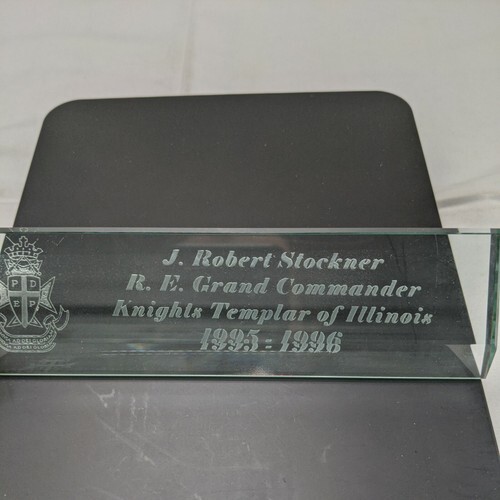 J. Robert Stockner
R. E. Grand Commander
Knights Templar of Illinois
1995-1996